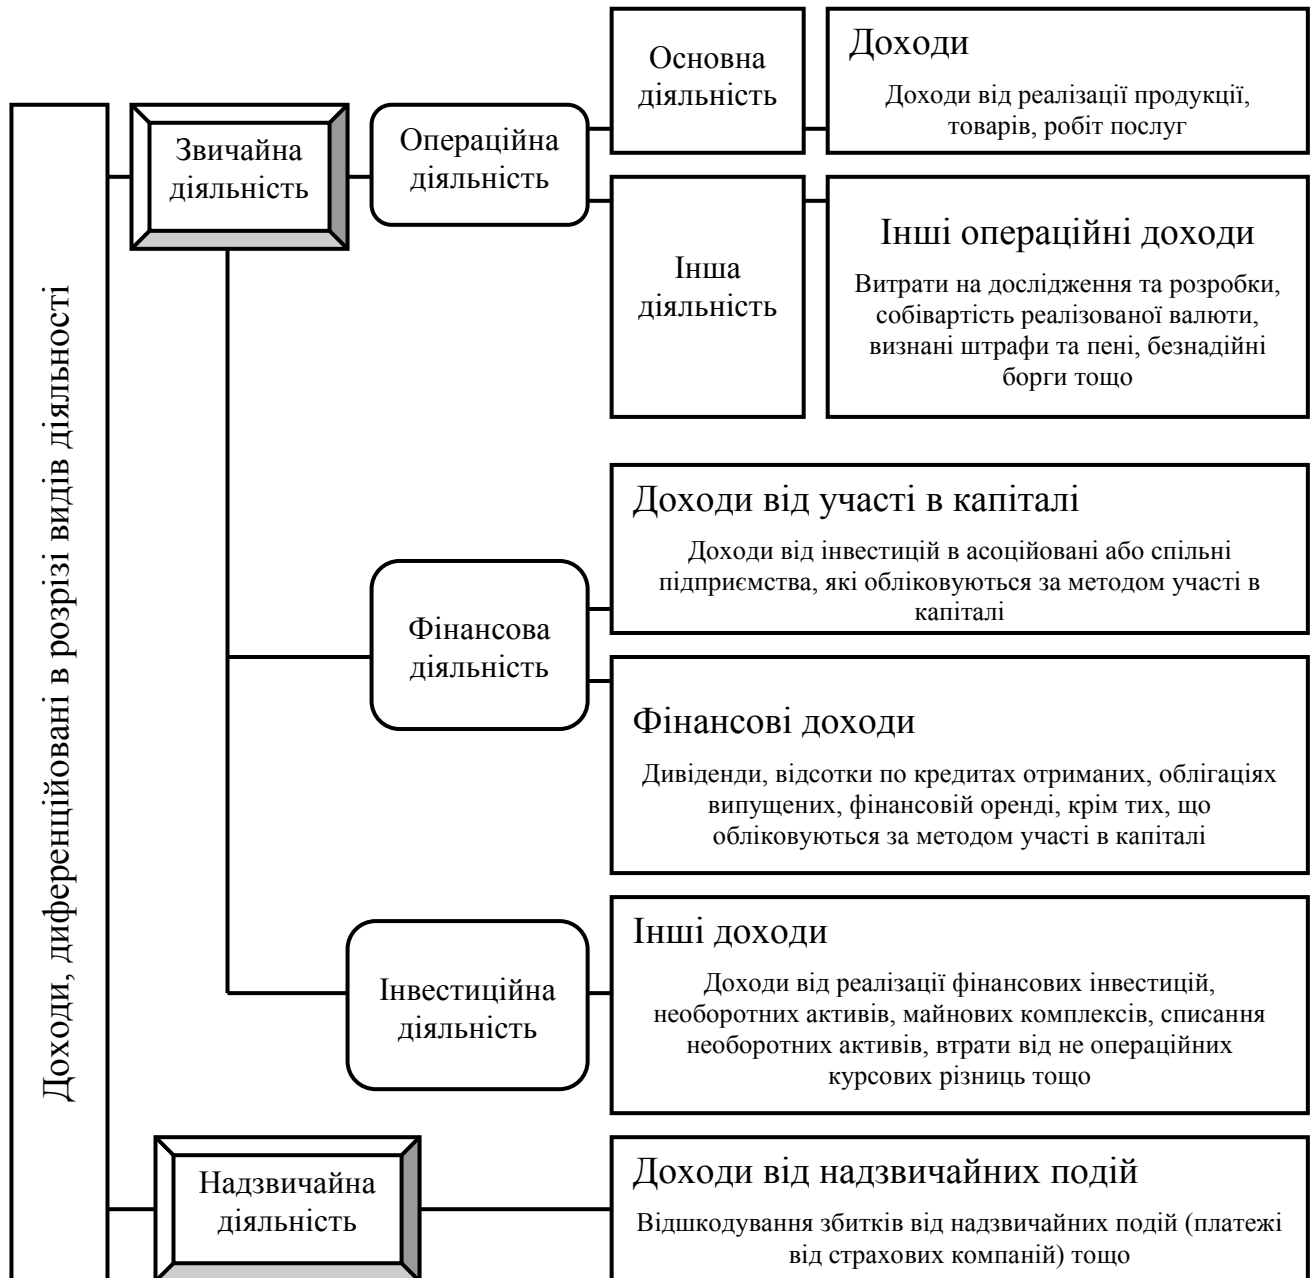 Доходи, диференційовані в розрізі видів діяльності
Звичайна
діяльність
Операційна
діяльність
Основна
діяльність
Доходи
Доходи від реалізації продукції,
товарів, робіт послуг
Інша
діяльність
Інші операційні доходи
Витрати на дослідження та розробки,
собівартість реалізованої валюти,
визнані штрафи та пені, безнадійні
борги тощо
Фінансова
діяльність
Доходи від участі в капіталі
Доходи від інвестицій в асоційовані або спільні
підприємства, які обліковуються за методом участі в
капіталі
Фінансові доходи
Дивіденди, відсотки по кредитах отриманих, облігаціях
випущених, фінансовій оренді, крім тих, що
обліковуються за методом участі в капіталі
Інвестиційна
діяльність
Інші доходи
Доходи від реалізації фінансових інвестицій,
необоротних активів, майнових комплексів, списання
необоротних активів, втрати від не операційних
курсових різниць тощо
Надзвичайна
діяльність
Доходи від надзвичайних подій
Відшкодування збитків від надзвичайних подій (платежі
від страхових компаній) тощо